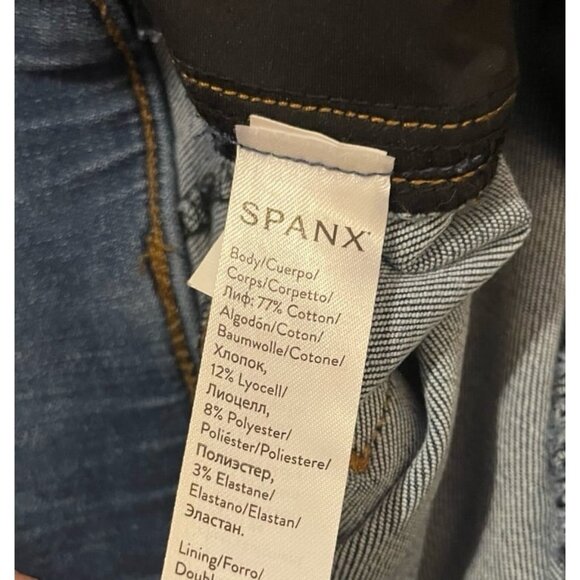 SPANX
Body/Cuerpo/
Corps/Corpetto/
Лиф: 77% Cotton/
Algodón/Coton/
Baumwolle/Cotone/
Хлопок,
12% Lyocell/
Лиоцелл,
8% Polyester/
Poliéster/Poliestere/
Полиэстер,
3% Elastane/
Elastano/Elastan/
Эластан.
Lining/Forro/
Doubl